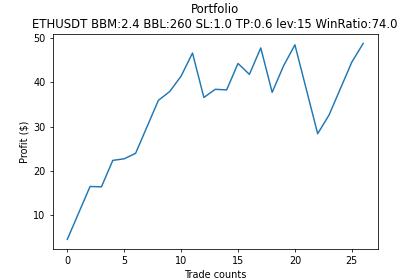 Portfolio
ETHUSDT BBM:2.4 BBL:260 SL:1.0 TP:0.6 lev:15 WinRatio:74.0
50
40
30
20
10
Profit ($)
0 5 10 15 20 25
Trade counts